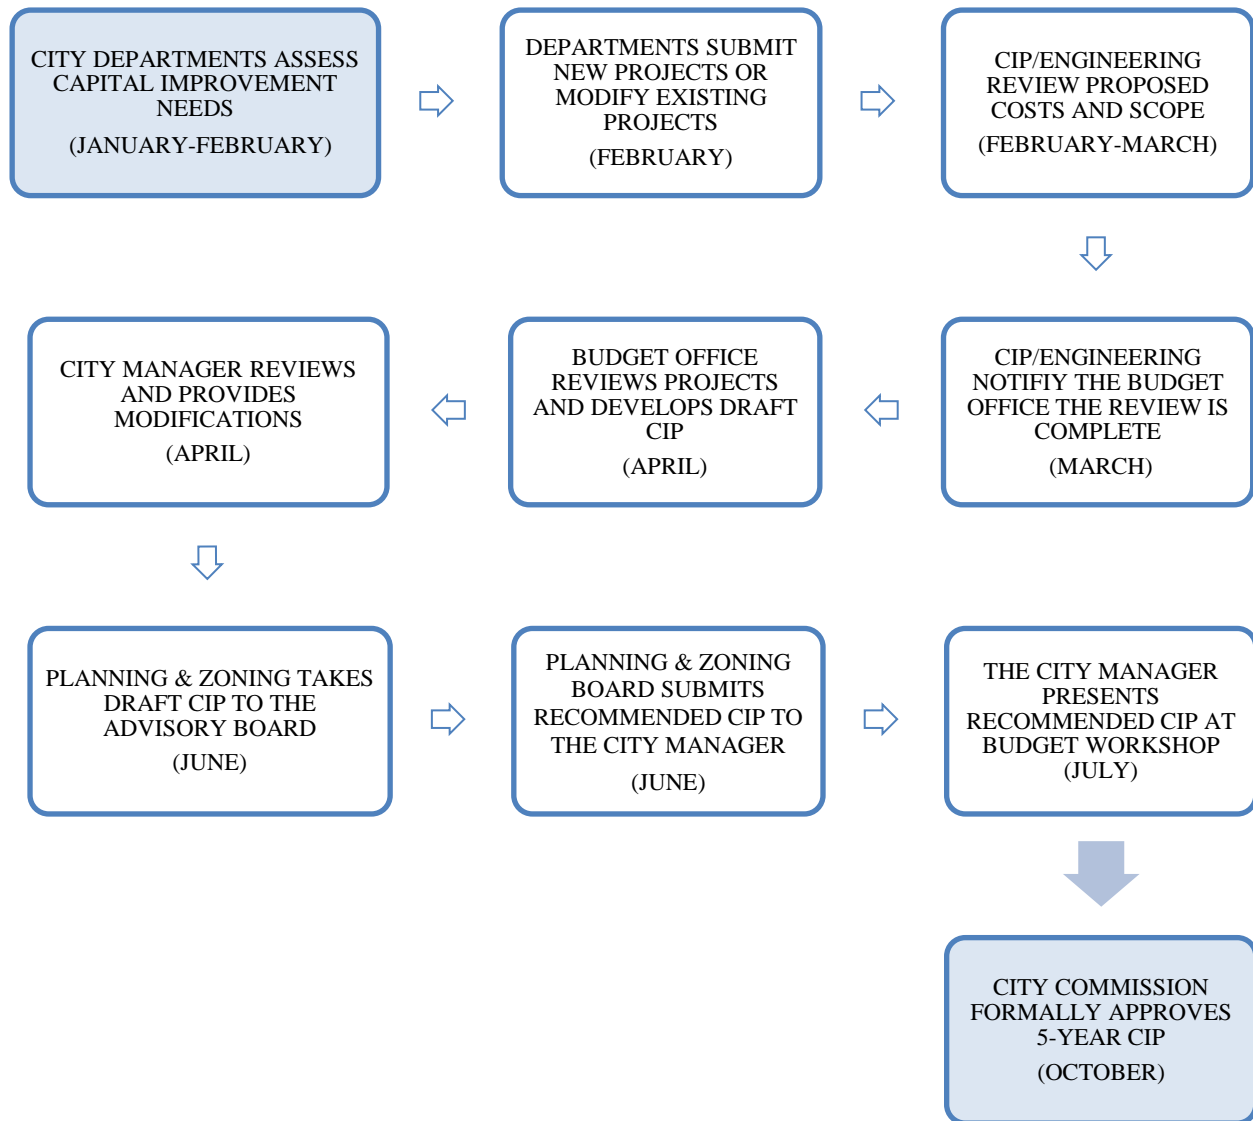 CITY DEPARTMENTS ASSESS
CAPITAL IMPROVEMENT
NEEDS
(JANUARY-FEBRUARY)
DEPARTMENTS SUBMIT
NEW PROJECTS OR
MODIFY EXISTING
PROJECTS
(FEBRUARY)
CIP/ENGINEERING
REVIEW PROPOSED
COSTS AND SCOPE
(FEBRUARY-MARCH)
CIP/ENGINEERING
NOTIFIY THE BUDGET
OFFICE THE REVIEW IS
COMPLETE
(MARCH)
BUDGET OFFICE
REVIEWS PROJECTS
AND DEVELOPS DRAFT
CIP
(APRIL)
CITY MANAGER REVIEWS
AND PROVIDES
MODIFICATIONS
(APRIL)
PLANNING & ZONING TAKES
DRAFT CIP TO THE
ADVISORY BOARD
(JUNE)
PLANNING & ZONING
BOARD SUBMITS
RECOMMENDED CIP TO
THE CITY MANAGER
(JUNE)
THE CITY MANAGER
PRESENTS
RECOMMENDED CIP AT
BUDGET WORKSHOP
(JULY)
CITY COMMISSION
FORMALLY APPROVES
5-YEAR CIP
(OCTOBER)